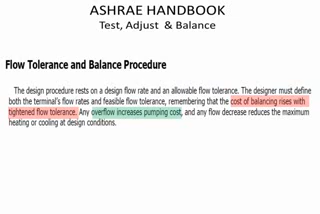 ASHRAE HANDBOOK
Test, Adjust & Balance
Flow Tolerance and Balance Procedure
The design procedure rests on a design flow rate and an allowable flow tolerance. The designer must define
both the terminal's flow rates and feasible flow tolerance, remembering that the cost of balancing rises with
tightened flow tolerance. Any overflow increases pumping cost, and any flow decrease reduces the maximum
heating or cooling at design conditions.